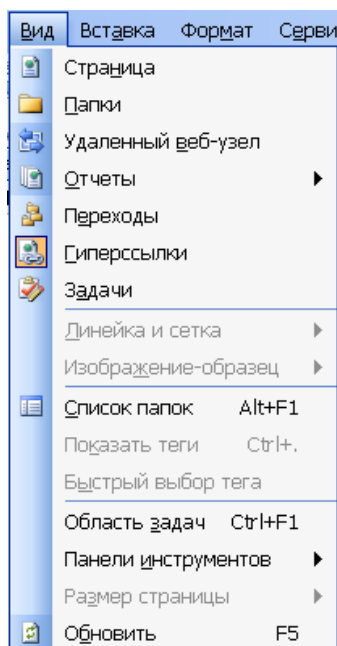 Вид Вставка Формат Серви
Страница
Папки
Удаленный веб-узел
Отчеты
Переходы
Гиперссылки
Задачи
Линейка и сетка
Изображение-образец
Список папок Alt+F1
Показать теги Ctrl+,
Быстрый выбор тега
Область задач Ctrl+F1
Панели инструментов
Размер страницы
Обновить F5